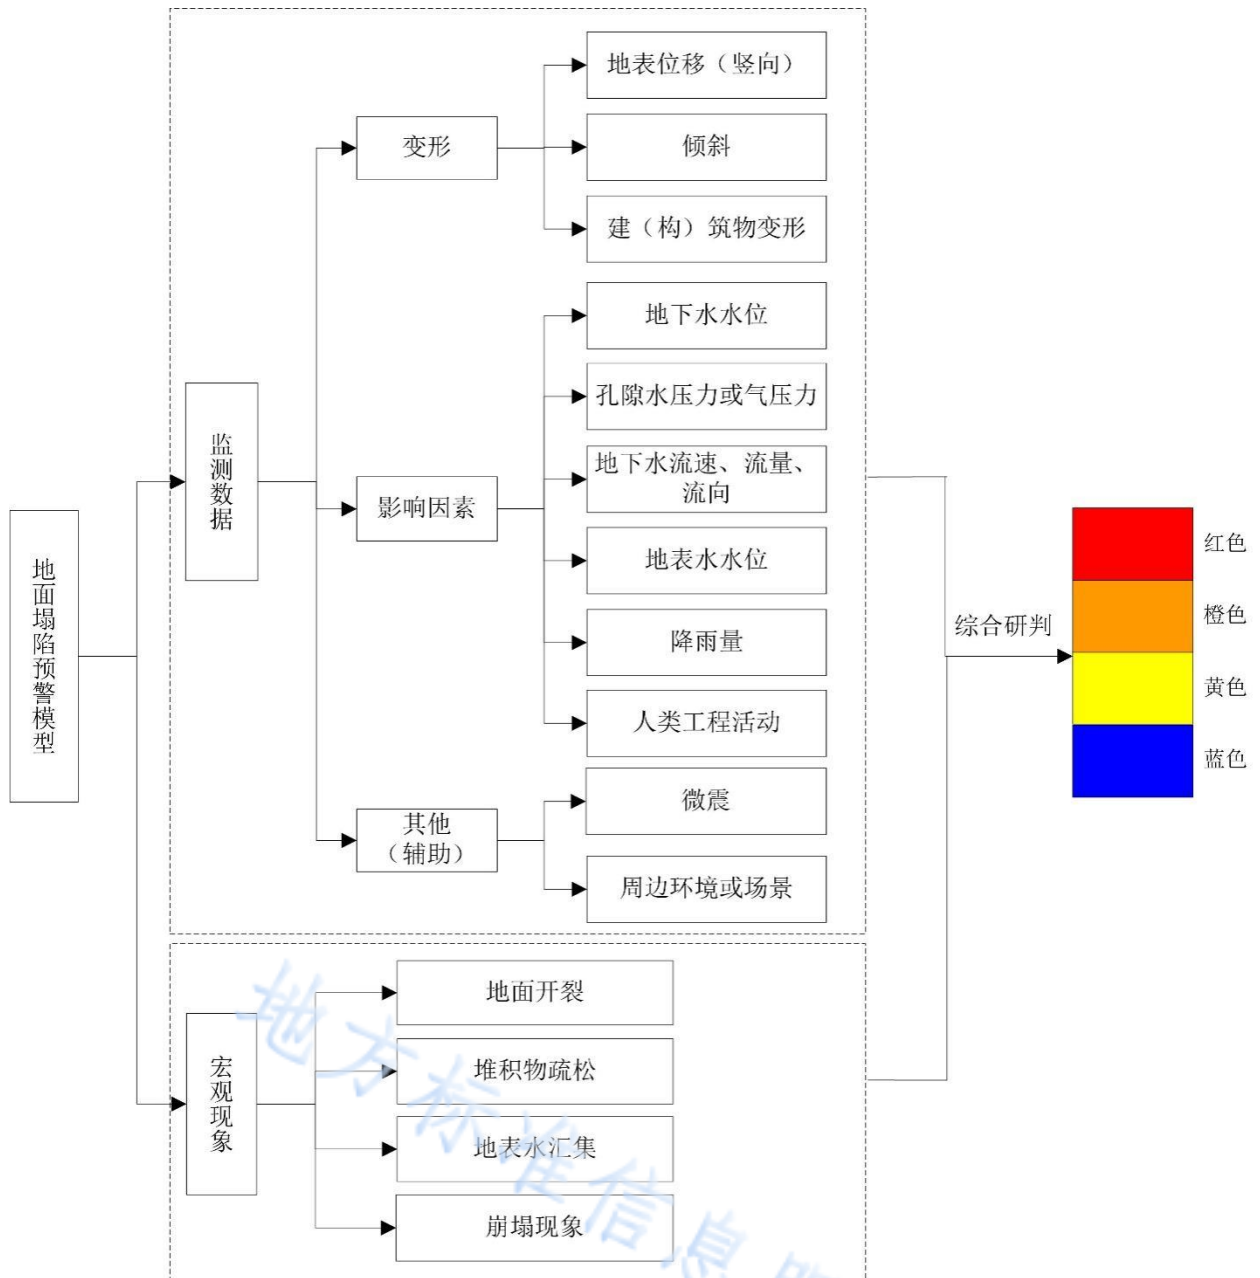 地面塌陷预警模型
监测数据
变形
地表位移（竖向）
倾斜
建（构）筑物变形
影响因素
地下水水位
孔隙水压力或气压力
地下水流速、流量、
流向
地表水水位
降雨量
人类工程活动
其他
（辅助）
微震
周边环境或场景
宏观现象
地面开裂
堆积物疏松
地表水汇集
崩塌现象
综合研判
红色
橙色
黄色
蓝色
地方标准信息